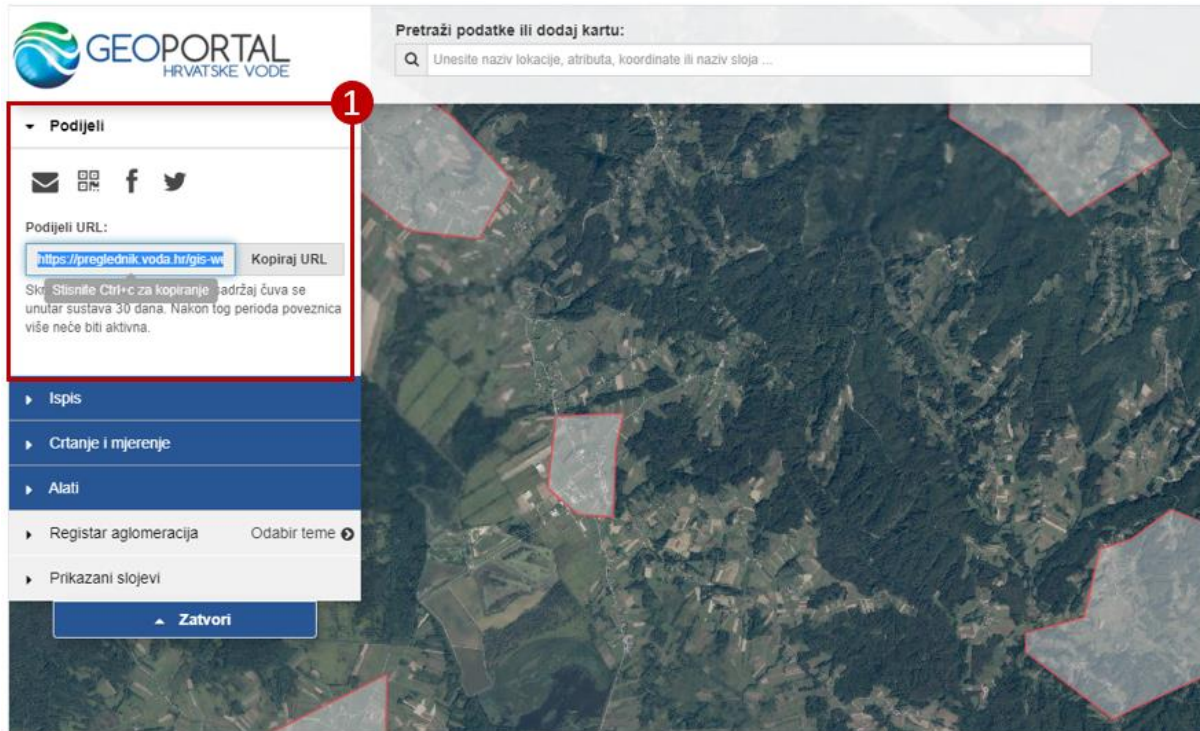 GEOPORTAL
HRVATSKE VODE
Pretraži podatke ili dodaj kartu:
Unesite naziv lokacije, atributa, koordinate ili naziv sloja ...
1
Podijeli
Podijeli URL:
https://preglednik.voda.hr/gis-we
Kopiraj URL
Stisnite Ctrl+c za kopiranje
sadržaj čuva se
unutar sustava 30 dana. Nakon tog perioda poveznica
više neće biti aktivna.
Ispis
Crtanje i mjerenje
Alati
Registar aglomeracija
Odabir teme
Prikazani slojevi
Zatvori